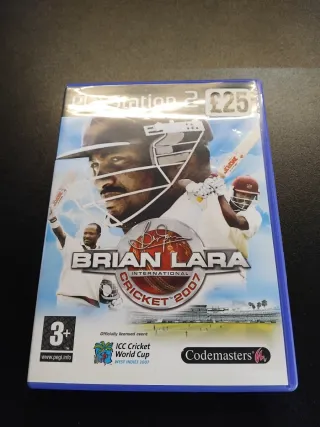 PlayStation 2
£25
BRIAN LARA
INTERNATIONAL
CRICKET 2007
3+
www.pegi.info
Officially licensed event
ICC Cricket
World Cup
WEST INDIES 2007
Codemasters